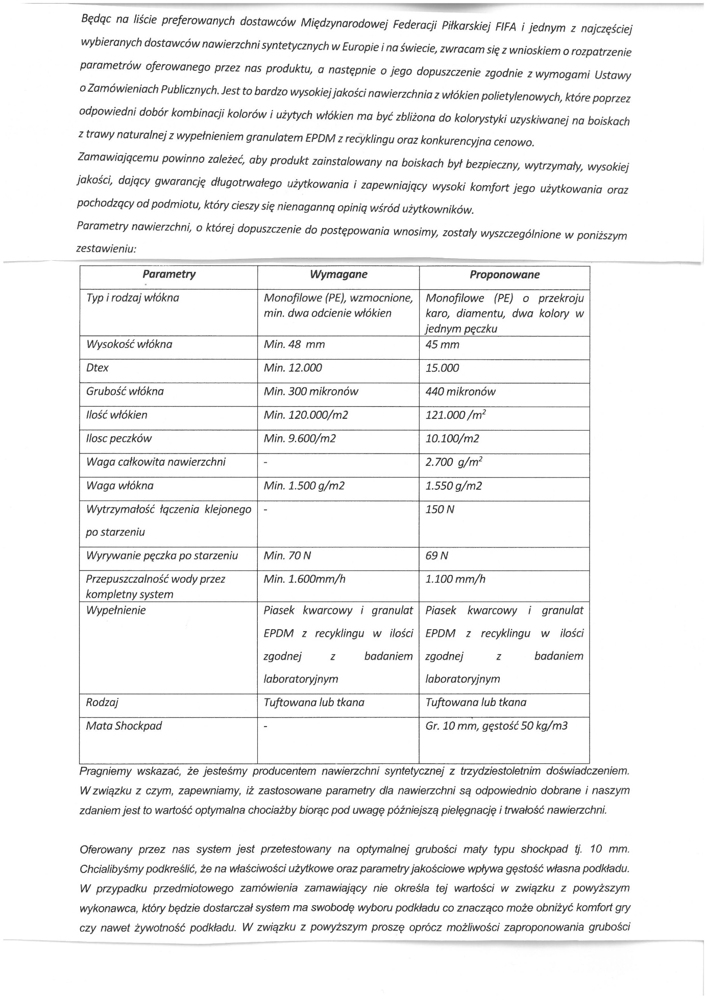 Będąc na liście preferowanych dostawców Międzynarodowej Federacji Piłkarskiej FIFA i jednym z najczęściej
wybieranych dostawców nawierzchni syntetycznych w Europie i na świecie, zwracam się z wnioskiem o rozpatrzenie
parametrów oferowanego przez nas produktu, a następnie o jego dopuszczenie zgodnie z wymogami Ustawy
o Zamówieniach Publicznych. Jest to bardzo wysokiej jakości nawierzchnia z włókien polietylenowych, które poprzez
odpowiedni dobór kombinacji kolorów i użytych włókien ma być zbliżona do kolorystyki uzyskiwanej na boiskach
z trawy naturalnej z wypełnieniem granulatem EPDM z recyklingu oraz konkurencyjna cenowo.
Zamawiającemu powinno zależeć, aby produkt zainstalowany na boiskach był bezpieczny, wytrzymały, wysokiej
jakości, dający gwarancję długotrwałego użytkowania i zapewniający wysoki komfort jego użytkowania oraz
pochodzący od podmiotu, który cieszy się nienaganną opinią wśród użytkowników.
Parametry nawierzchni, o której dopuszczenie do postępowania wnosimy, zostały wyszczególnione w poniższym
zestawieniu:
Parametry Wymagane Proponowane
Typ i rodzaj włókna Monofilowe (PE), wzmocnione, Monofilowe (PE) o przekroju
min. dwa odcienie włókien karo, diamentu, dwa kolory w
jednym pęczku
Wysokość włókna Min. 48 mm 45 mm
Dtex Min. 12.000 15.000
Grubość włókna Min. 300 mikronów 440 mikronów
Ilość włókien Min. 120.000/m2 121.000 /m²
Ilosc peczków Min. 9.600/m2 10.100/m2
Waga całkowita nawierzchni - 2.700 g/m²
Waga włókna Min. 1.500 g/m2 1.550 g/m2
Wytrzymałość łączenia klejonego - 150 N
po starzeniu
Wyrywanie pęczka po starzeniu Min. 70 N 69 N
Przepuszczalność wody przez Min. 1.600mm/h 1.100 mm/h
kompletny system
Wypełnienie Piasek kwarcowy i granulat Piasek kwarcowy i granulat
EPDM z recyklingu w ilości EPDM z recyklingu w ilości
zgodnej z badaniem zgodnej z badaniem
laboratoryjnym laboratoryjnym
Rodzaj Tuftowana lub tkana Tuftowana lub tkana
Mata Shockpad - Gr. 10 mm, gęstość 50 kg/m3
Pragniemy wskazać, że jesteśmy producentem nawierzchni syntetycznej z trzydziestoletnim doświadczeniem.
W związku z czym, zapewniamy, iż zastosowane parametry dla nawierzchni są odpowiednio dobrane i naszym
zdaniem jest to wartość optymalna chociażby biorąc pod uwagę późniejszą pielęgnację i trwałość nawierzchni.
Oferowany przez nas system jest przetestowany na optymalnej grubości maty typu shockpad tj. 10 mm.
Chcialibyśmy podkreślić, że na właściwości użytkowe oraz parametry jakościowe wpływa gęstość własna podkładu.
W przypadku przedmiotowego zamówienia zamawiający nie określa tej wartości w związku z powyższym
wykonawca, który będzie dostarczał system ma swobodę wyboru podkładu co znacząco może obniżyć komfort gry
czy nawet żywotność podkładu. W związku z powyższym proszę oprócz możliwości zaproponowania grubości